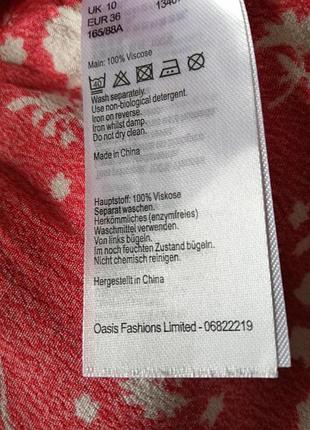 UK 10
EUR 36
165/88A
Main: 100% Viscose
40
Wash separately.
Use non-biological detergent.
Iron on reverse.
Iron whilst damp.
Do not dry clean.
Made in China
Hauptstoff: 100% Viskose
Separat waschen.
Herkömmliches (enzymfreies)
Waschmittel verwenden.
Von links bügeln.
Im noch feuchten Zustand bügeln.
Nicht chemisch reinigen.
Hergestellt in China
Oasis Fashions Limited - 06822219